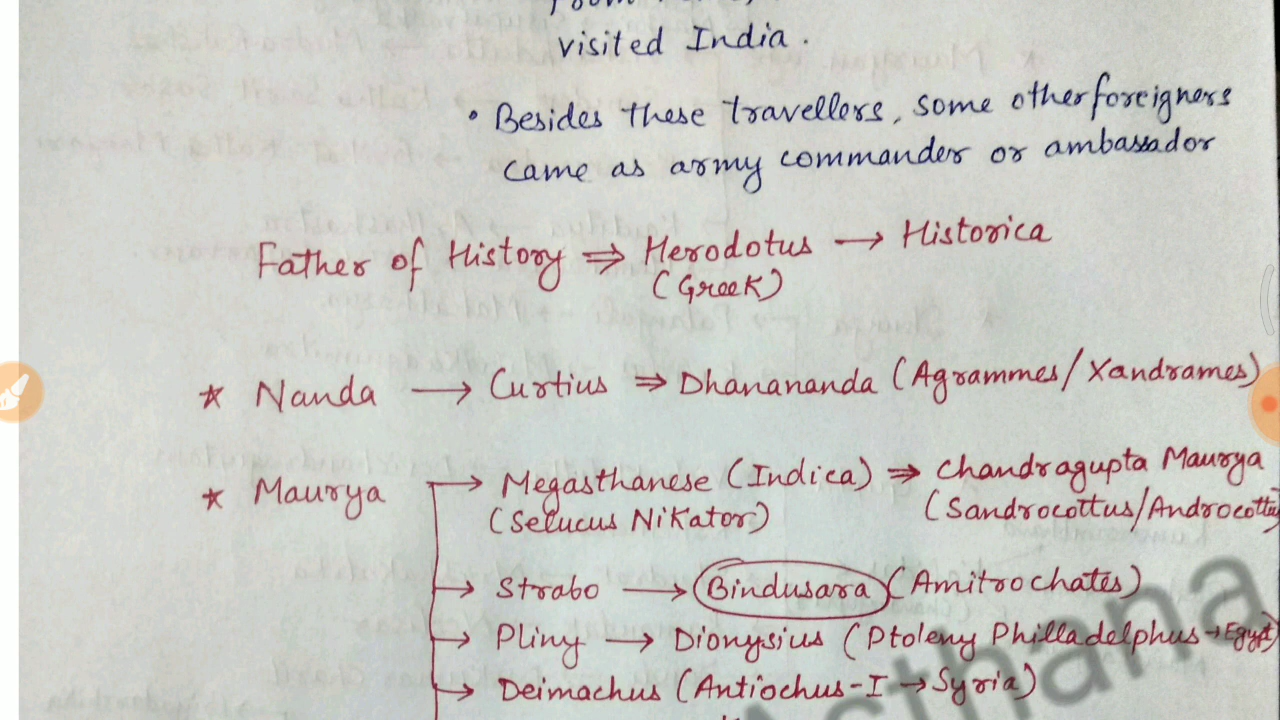 visited India.
• Besides these travellers, some other foreigners
came as army commander or ambassador
Father of History ⇒ Herodotus → Historica
(Greek)
* Nanda → Curtius ⇒ Dhanananda (Agrammes/Xandrames)
* Maurya → Megasthanese (Indica) ⇒ Chandragupta Maurya
(Selucus Nikator) (Sandrocottus/Androcottus
→ Strabo → Bindusara (Amitrochates)
→ Pliny → Dionysius (Ptoleny Philladelphus → Egypt)
→ Deimachus (Antiochus-I → Syria)